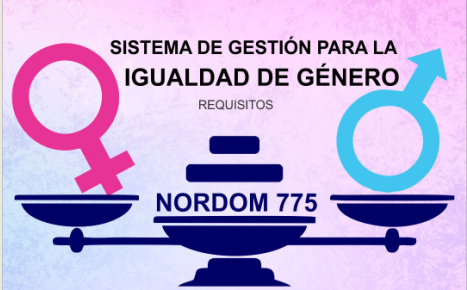 SISTEMA DE GESTIÓN PARA LA
IGUALDAD DE GÉNERO
REQUISITOS
NORDOM 775